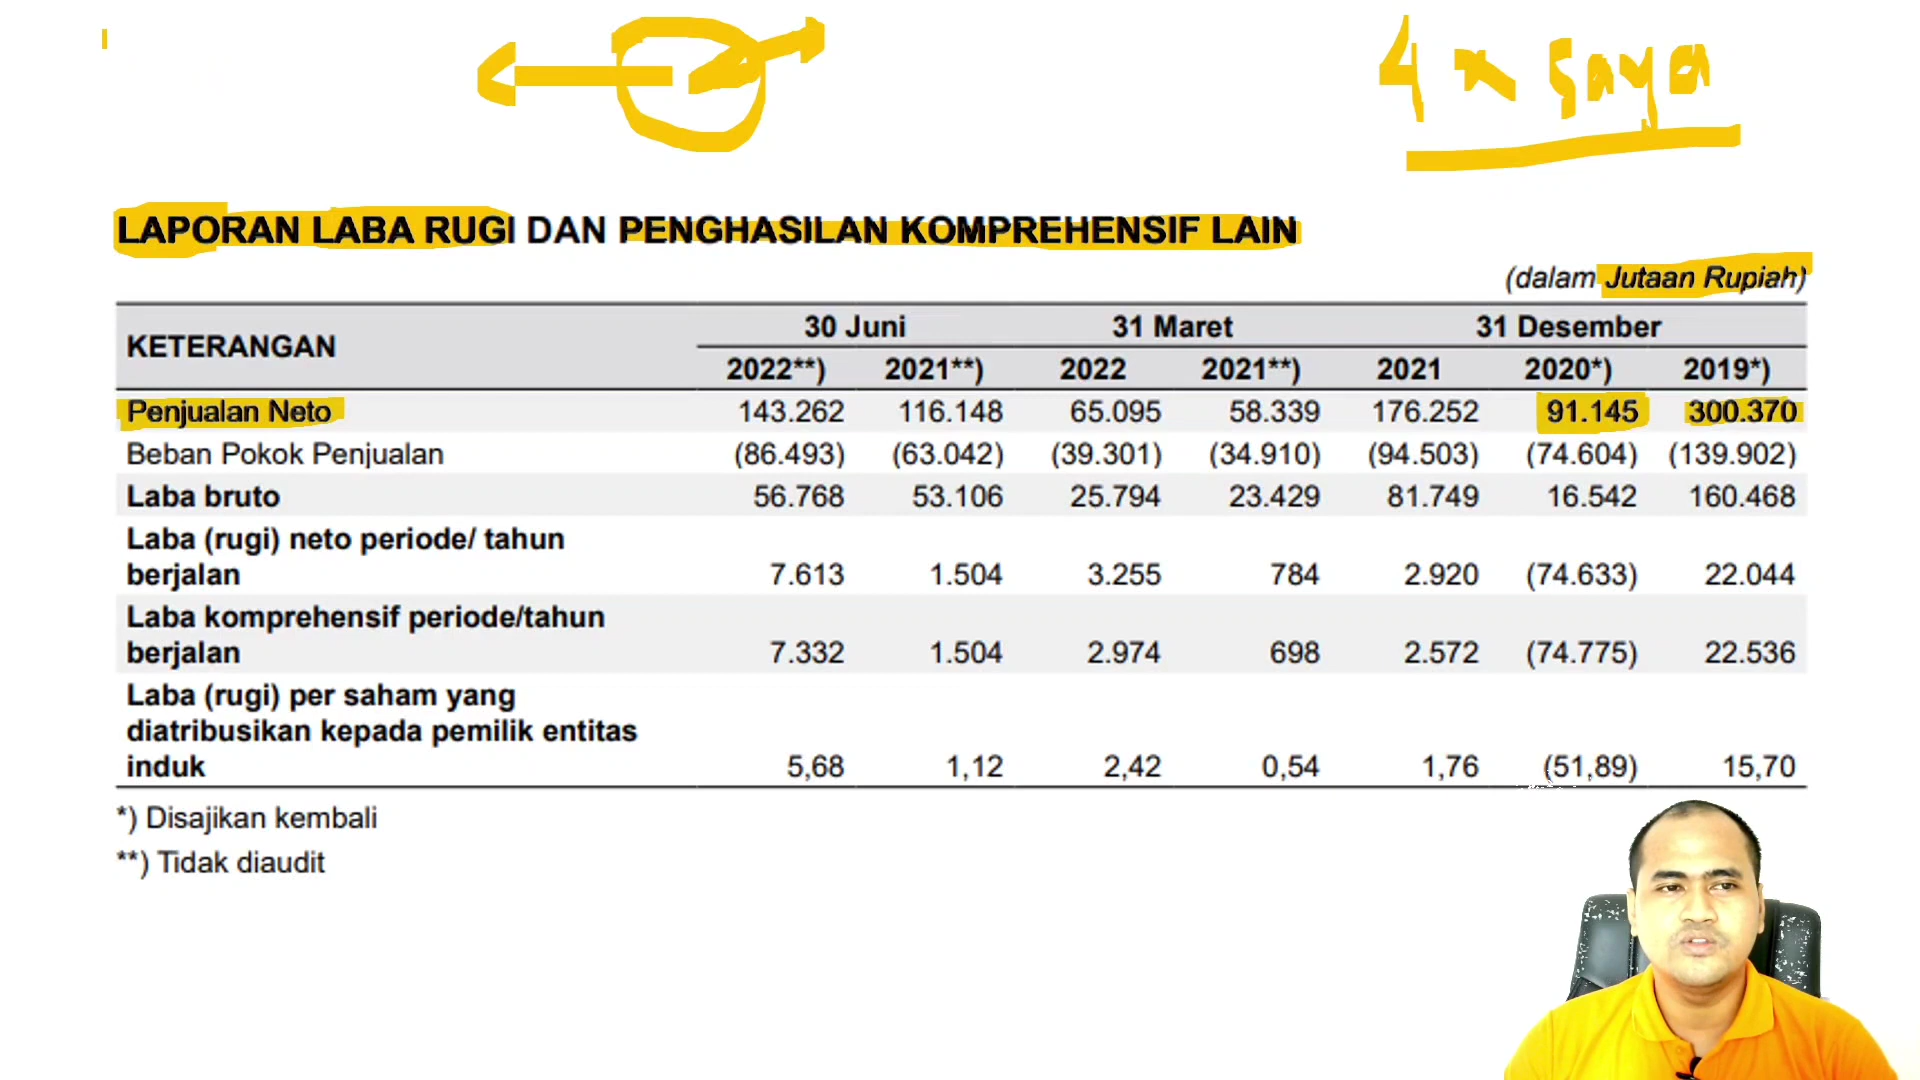 4 x saya
LAPORAN LABA RUGI DAN PENGHASILAN KOMPREHENSIF LAIN
(dalam Jutaan Rupiah)
KETERANGAN 30 Juni 31 Maret 31 Desember
2022**) 2021**) 2022 2021**) 2021 2020*) 2019*)
Penjualan Neto 143.262 116.148 65.095 58.339 176.252 91.145 300.370
Beban Pokok Penjualan (86.493) (63.042) (39.301) (34.910) (94.503) (74.604) (139.902)
Laba bruto 56.768 53.106 25.794 23.429 81.749 16.542 160.468
Laba (rugi) neto periode/ tahun
berjalan 7.613 1.504 3.255 784 2.920 (74.633) 22.044
Laba komprehensif periode/tahun
berjalan 7.332 1.504 2.974 698 2.572 (74.775) 22.536
Laba (rugi) per saham yang
diatribusikan kepada pemilik entitas
induk 5,68 1,12 2,42 0,54 1,76 (51,89) 15,70
*) Disajikan kembali
**) Tidak diaudit